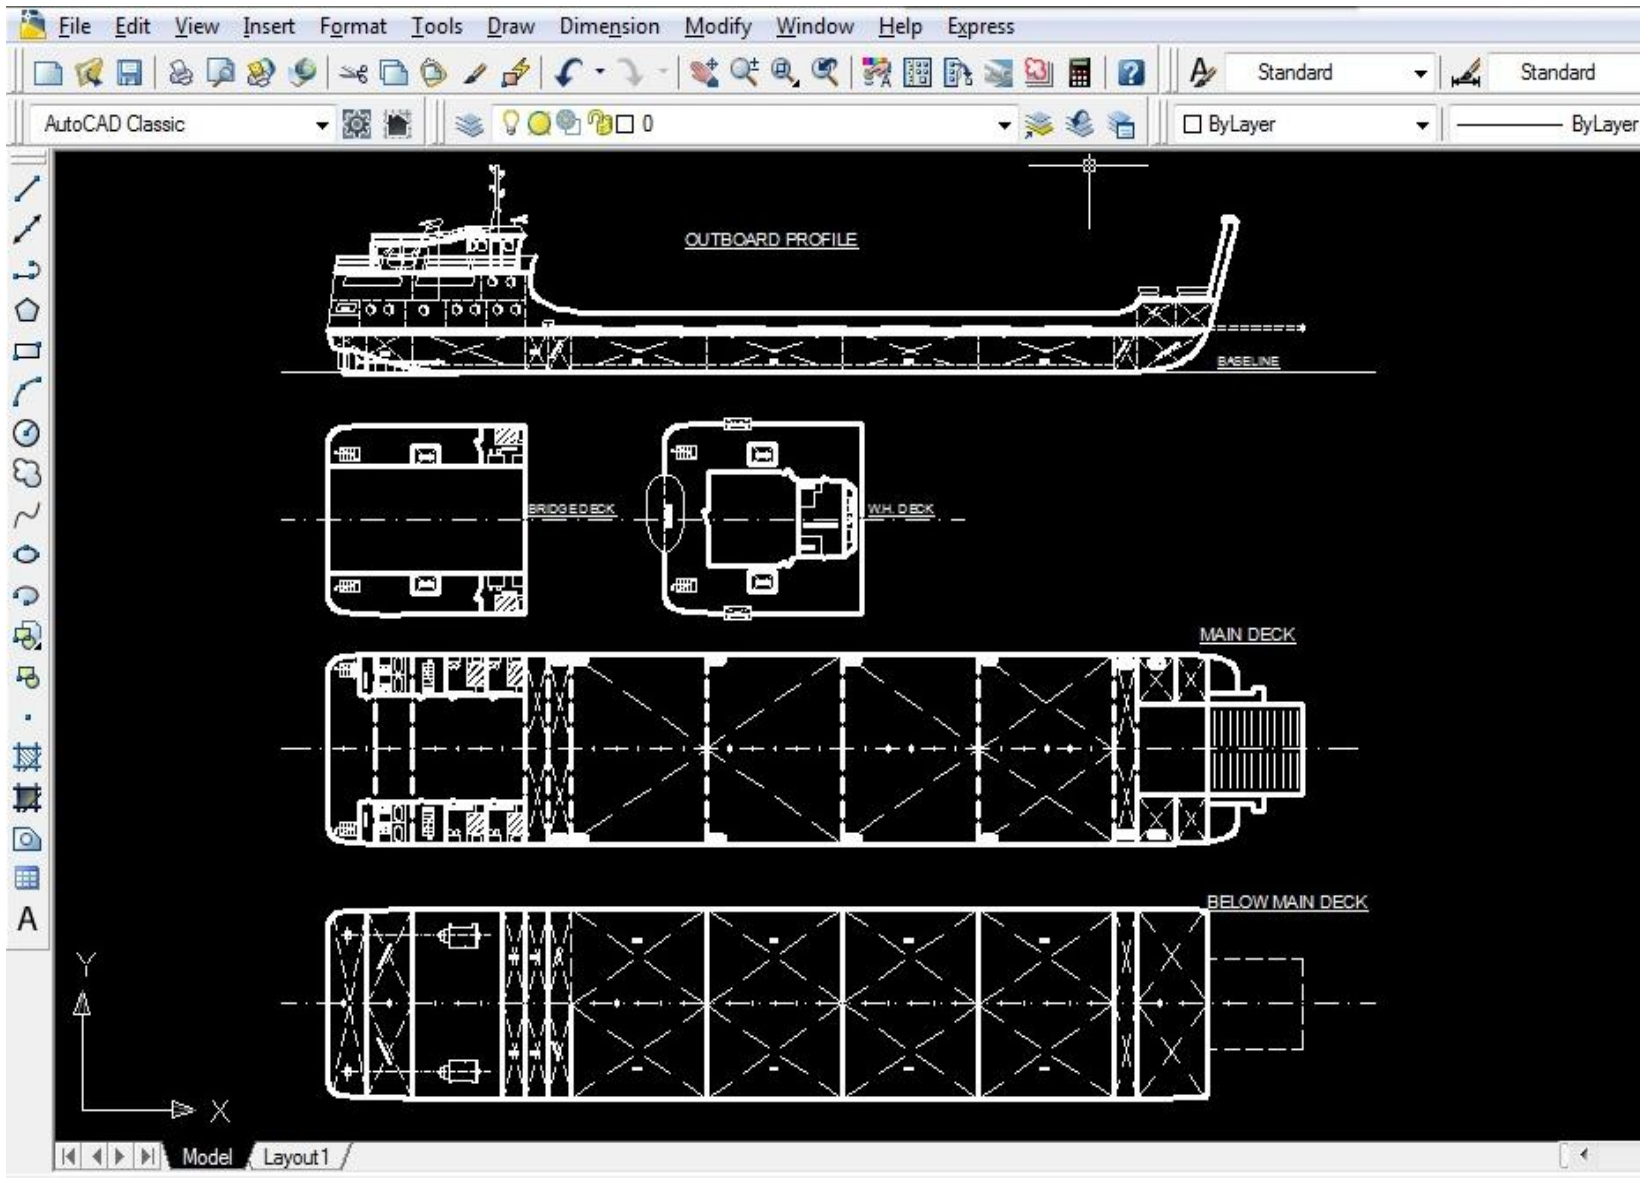 File Edit View Insert Format Tools Draw Dimension Modify Window Help Express
Standard Standard
AutoCAD Classic 0 ByLayer ByLayer
OUTBOARD PROFILE
BASELINE
BRIDGE DECK W.H. DECK
MAIN DECK
BELOW MAIN DECK
A
Y
X
Model Layout1